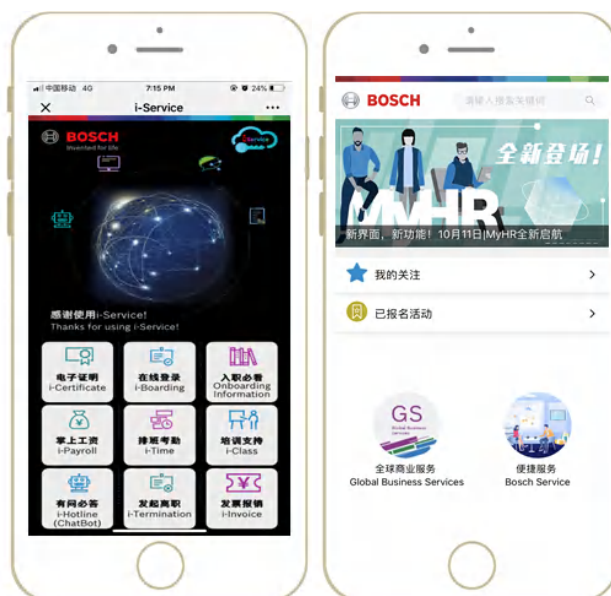 中国移动 4G
7:15 PM
24%
i-Service
BOSCH
Invented for life
i-Service
感谢使用i-Service!
Thanks for using i-Service!
电子证明
i-Certificate
在线登录
i-Boarding
入职必看
Onboarding
Information
掌上工资
i-Payroll
排班考勤
i-Time
培训支持
i-Class
有问必答
i-Hotline
(ChatBot)
发起离职
i-Termination
发票报销
i-Invoice
BOSCH
请输入搜索关键词
全新登场!
MyHR
新界面,新功能!10月11日|MyHR全新启航
我的关注
已报名活动
GS
Global Business
Services
全球商业服务
Global Business Services
便捷服务
Bosch Service